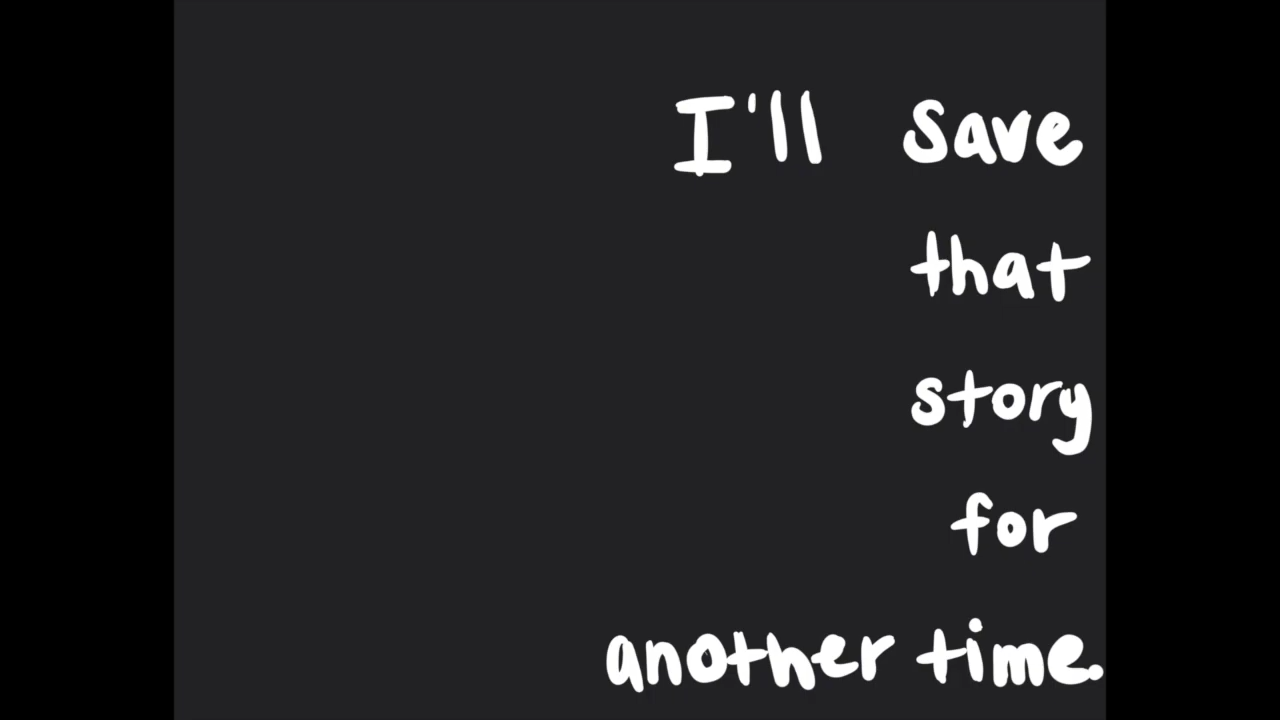 I'll save
that
story
for
another time.